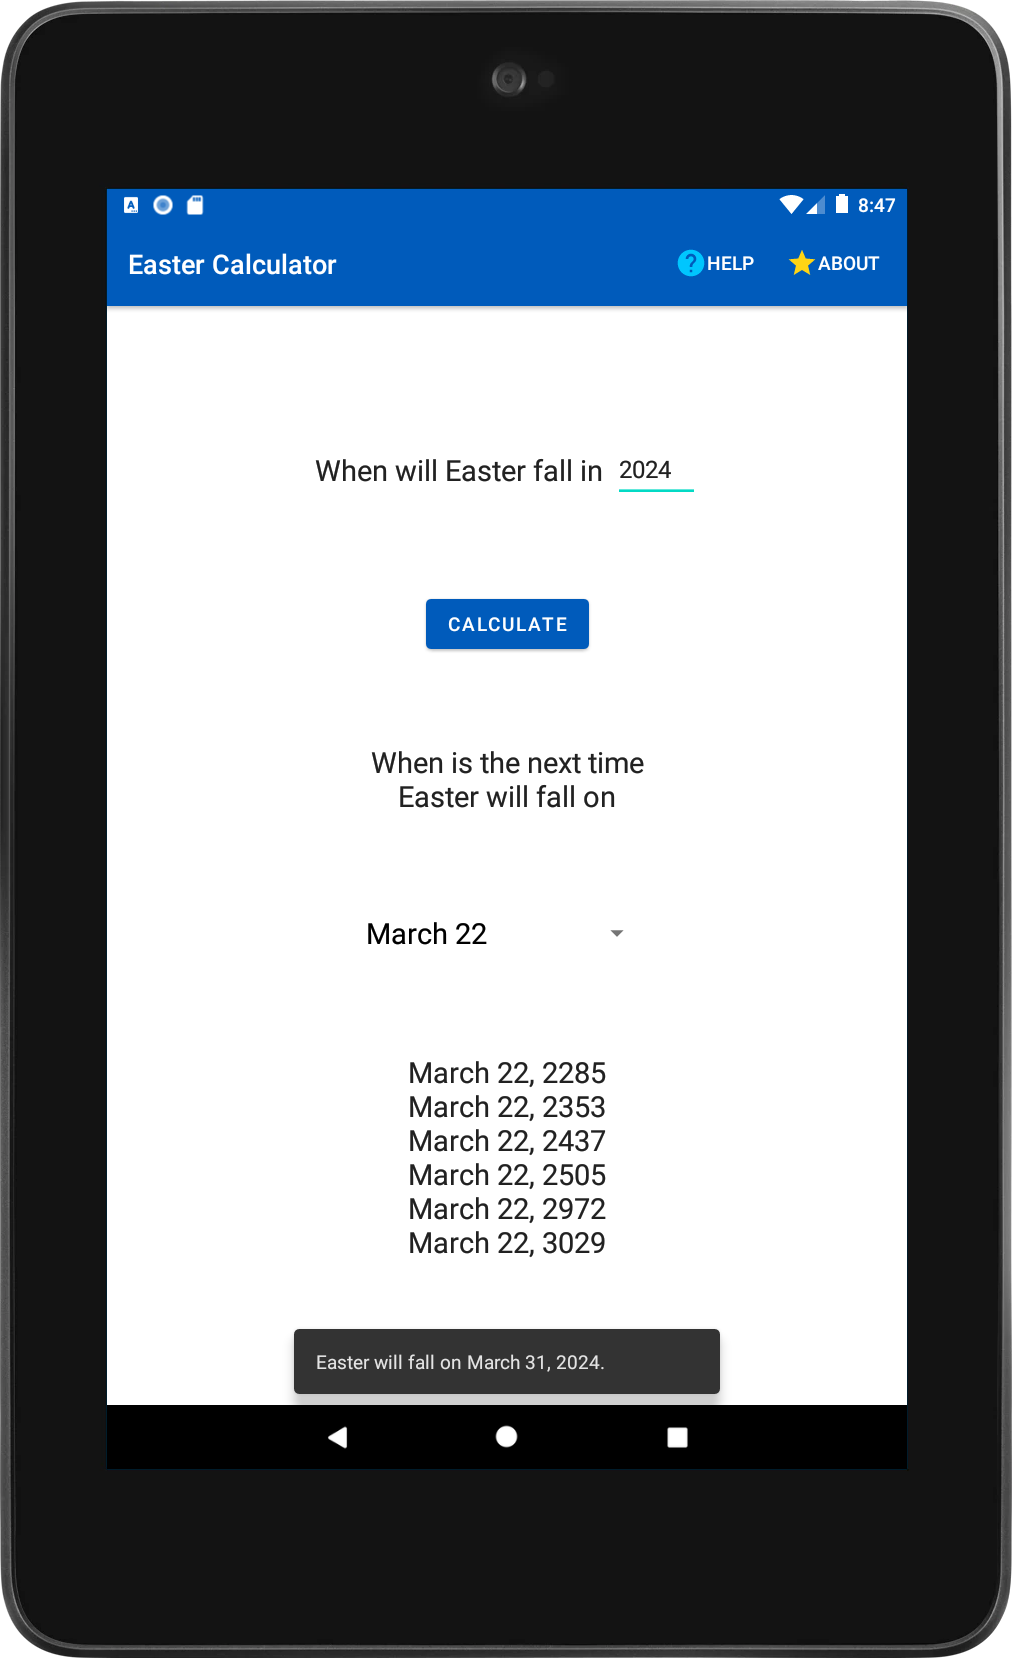 8:47
Easter Calculator
HELP
ABOUT
When will Easter fall in 2024
CALCULATE
When is the next time
Easter will fall on
March 22
March 22, 2285
March 22, 2353
March 22, 2437
March 22, 2505
March 22, 2972
March 22, 3029
Easter will fall on March 31, 2024.